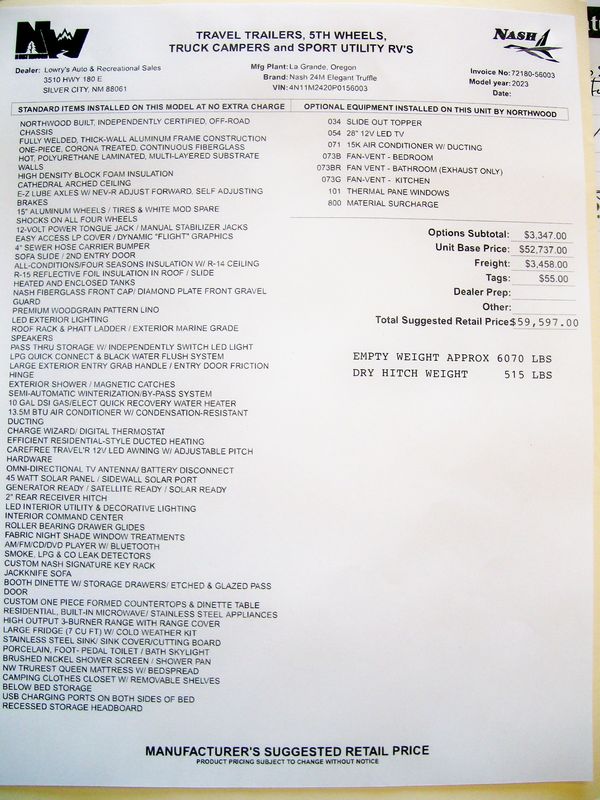 NW
NORTHWOOD
TRAVEL TRAILERS, 5TH WHEELS,
TRUCK CAMPERS and SPORT UTILITY RV'S
NASH
Dealer: Lowry's Auto & Recreational Sales
3510 HWY 180 E
SILVER CITY, NM 88061
Mfg Plant: La Grande, Oregon
Brand: Nash 24M Elegant Truffle
VIN: 4N11M2420P0156003
Invoice No: 72180-56003
Model year: 2023
Date:
STANDARD ITEMS INSTALLED ON THIS MODEL AT NO EXTRA CHARGE
NORTHWOOD BUILT, INDEPENDENTLY CERTIFIED, OFF-ROAD
CHASSIS
FULLY WELDED, THICK-WALL ALUMINUM FRAME CONSTRUCTION
ONE-PIECE, CORONA TREATED, CONTINUOUS FIBERGLASS
HOT, POLYURETHANE LAMINATED, MULTI-LAYERED SUBSTRATE
WALLS
HIGH DENSITY BLOCK FOAM INSULATION
CATHEDRAL ARCHED CEILING
E-Z LUBE AXLES W/ NEV-R ADJUST FORWARD, SELF ADJUSTING
BRAKES
15" ALUMINUM WHEELS / TIRES & WHITE MOD SPARE
SHOCKS ON ALL FOUR WHEELS
12-VOLT POWER TONGUE JACK / MANUAL STABILIZER JACKS
EASY ACCESS LP COVER / DYNAMIC "FLIGHT" GRAPHICS
4" SEWER HOSE CARRIER BUMPER
SOFA SLIDE / 2ND ENTRY DOOR
ALL-CONDITIONS/FOUR SEASONS INSULATION W/ R-14 CEILING
R-15 REFLECTIVE FOIL INSULATION IN ROOF / SLIDE
HEATED AND ENCLOSED TANKS
NASH FIBERGLASS FRONT CAP/ DIAMOND PLATE FRONT GRAVEL
GUARD
PREMIUM WOODGRAIN PATTERN LINO
LED EXTERIOR LIGHTING
ROOF RACK & PHATT LADDER / EXTERIOR MARINE GRADE
SPEAKERS
PASS THRU STORAGE W/ INDEPENDENTLY SWITCH LED LIGHT
LPG QUICK CONNECT & BLACK WATER FLUSH SYSTEM
LARGE EXTERIOR ENTRY GRAB HANDLE / ENTRY DOOR FRICTION
HINGE
EXTERIOR SHOWER / MAGNETIC CATCHES
SEMI-AUTOMATIC WINTERIZATION/BY-PASS SYSTEM
10 GAL DSI GAS/ELECT QUICK RECOVERY WATER HEATER
13.5M BTU AIR CONDITIONER W/ CONDENSATION-RESISTANT
DUCTING
CHARGE WIZARD/ DIGITAL THERMOSTAT
EFFICIENT RESIDENTIAL-STYLE DUCTED HEATING
CAREFREE TRAVEL'R 12V LED AWNING W/ ADJUSTABLE PITCH
HARDWARE
OMNI-DIRECTIONAL TV ANTENNA/ BATTERY DISCONNECT
45 WATT SOLAR PANEL / SIDEWALL SOLAR PORT
GENERATOR READY / SATELLITE READY / SOLAR READY
2" REAR RECEIVER HITCH
LED INTERIOR UTILITY & DECORATIVE LIGHTING
INTERIOR COMMAND CENTER
ROLLER BEARING DRAWER GLIDES
FABRIC NIGHT SHADE WINDOW TREATMENTS
AM/FM/CD/DVD PLAYER W/ BLUETOOTH
SMOKE, LPG & CO LEAK DETECTORS
CUSTOM NASH SIGNATURE KEY RACK
JACKKNIFE SOFA
BOOTH DINETTE W/ STORAGE DRAWERS/ ETCHED & GLAZED PASS
DOOR
CUSTOM ONE PIECE FORMED COUNTERTOPS & DINETTE TABLE
RESIDENTIAL, BUILT-IN MICROWAVE/ STAINLESS STEEL APPLIANCES
HIGH OUTPUT 3-BURNER RANGE WITH RANGE COVER
LARGE FRIDGE (7 CU FT) W/ COLD WEATHER KIT
STAINLESS STEEL SINK/ SINK COVER/CUTTING BOARD
PORCELAIN, FOOT- PEDAL TOILET / BATH SKYLIGHT
BRUSHED NICKEL SHOWER SCREEN / SHOWER PAN
NW TRUREST QUEEN MATTRESS W/ BEDSPREAD
CAMPING CLOTHES CLOSET W/ REMOVABLE SHELVES
BELOW BED STORAGE
USB CHARGING PORTS ON BOTH SIDES OF BED
RECESSED STORAGE HEADBOARD
OPTIONAL EQUIPMENT INSTALLED ON THIS UNIT BY NORTHWOOD
034 SLIDE OUT TOPPER
054 28" 12V LED TV
071 15K AIR CONDITIONER W/ DUCTING
073B FAN-VENT - BEDROOM
073BR FAN-VENT - BATHROOM (EXHAUST ONLY)
073G FAN-VENT - KITCHEN
101 THERMAL PANE WINDOWS
800 MATERIAL SURCHARGE
Options Subtotal: $3,347.00
Unit Base Price: $52,737.00
Freight: $3,458.00
Tags: $55.00
Dealer Prep:
Other:
Total Suggested Retail Price: $59,597.00
EMPTY WEIGHT APPROX 6070 LBS
DRY HITCH WEIGHT 515 LBS
MANUFACTURER'S SUGGESTED RETAIL PRICE
PRODUCT PRICING SUBJECT TO CHANGE WITHOUT NOTICE